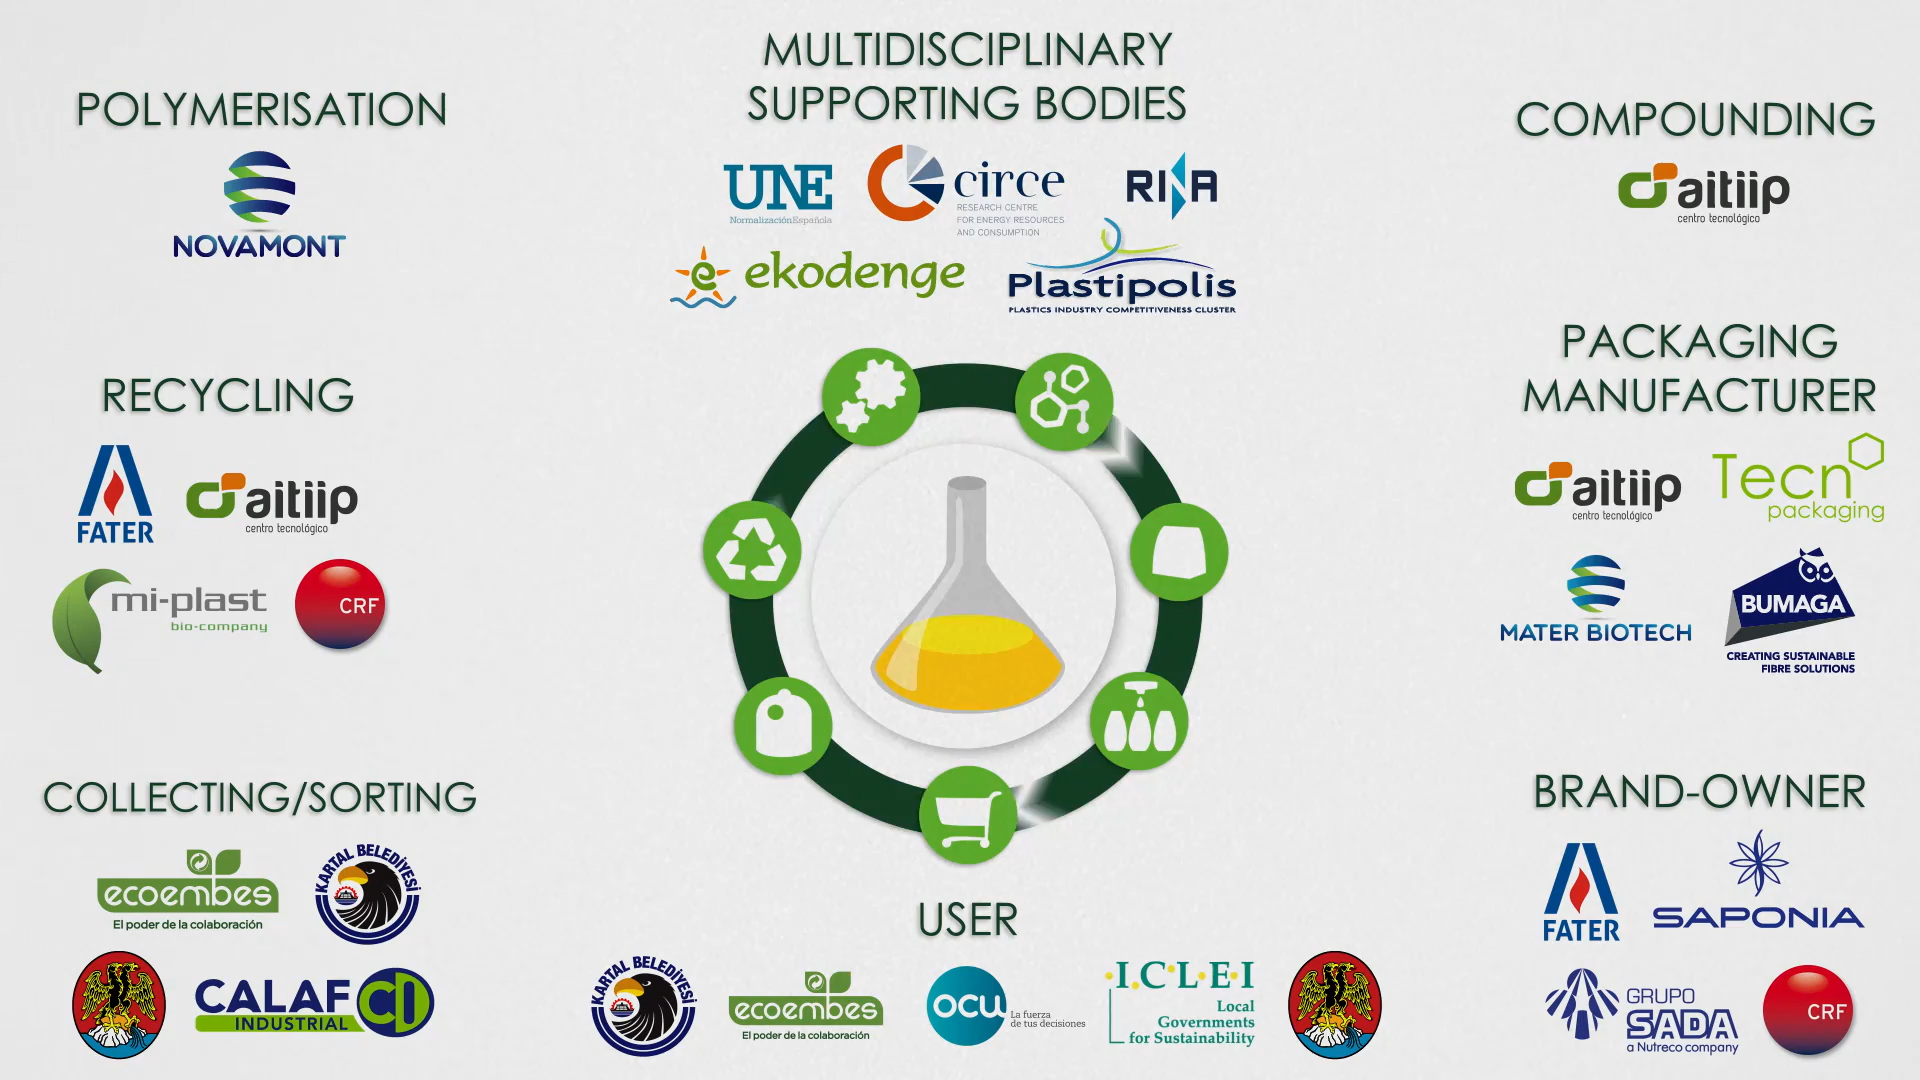 MULTIDISCIPLINARY
SUPPORTING BODIES
UNE
NormalizaciónEspañola
circe
RESEARCH CENTRE
FOR ENERGY RESOURCES
AND CONSUMPTION
RINA
ekodenge
Plastipolis
PLASTICS INDUSTRY COMPETITIVENESS CLUSTER
POLYMERISATION
NOVAMONT
COMPOUNDING
aitiip
centro tecnológico
RECYCLING
FATER
aitiip
centro tecnológico
mi-plast
bio-company
CRF
PACKAGING
MANUFACTURER
aitiip
centro tecnológico
Tecn
packaging
MATER BIOTECH
BUMAGA
CREATING SUSTAINABLE
FIBRE SOLUTIONS
COLLECTING/SORTING
ecoembes
El poder de la colaboración
KARTAL BELEDİYESİ
CALAF
INDUSTRIAL
CI
USER
KARTAL BELEDİYESİ
ecoembes
El poder de la colaboración
ocu
La fuerza
de tus decisiones
I.C.L.E.I
Local
Governments
for Sustainability
BRAND-OWNER
FATER
SAPONIA
GRUPO
SADA
a Nutreco company
CRF